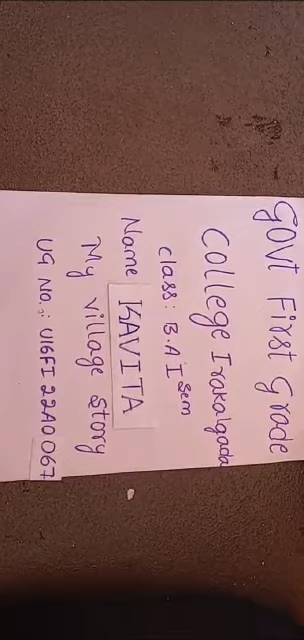 GOVt First Grade
College Irakalgada
class: B.A I sem
Name KAVITA
My village story
UG No.: U16FI22A0067